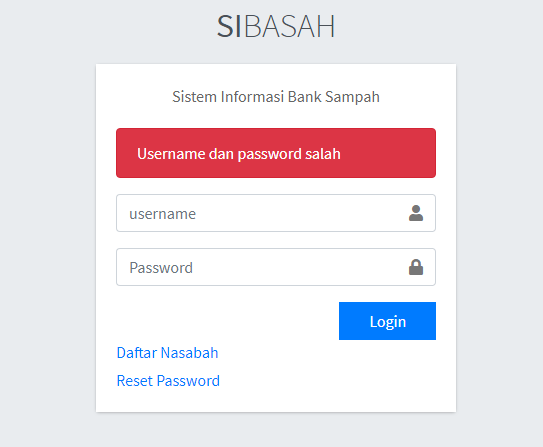 SIBASAH
Sistem Informasi Bank Sampah
Username dan password salah
username
Password
Login
Daftar Nasabah
Reset Password